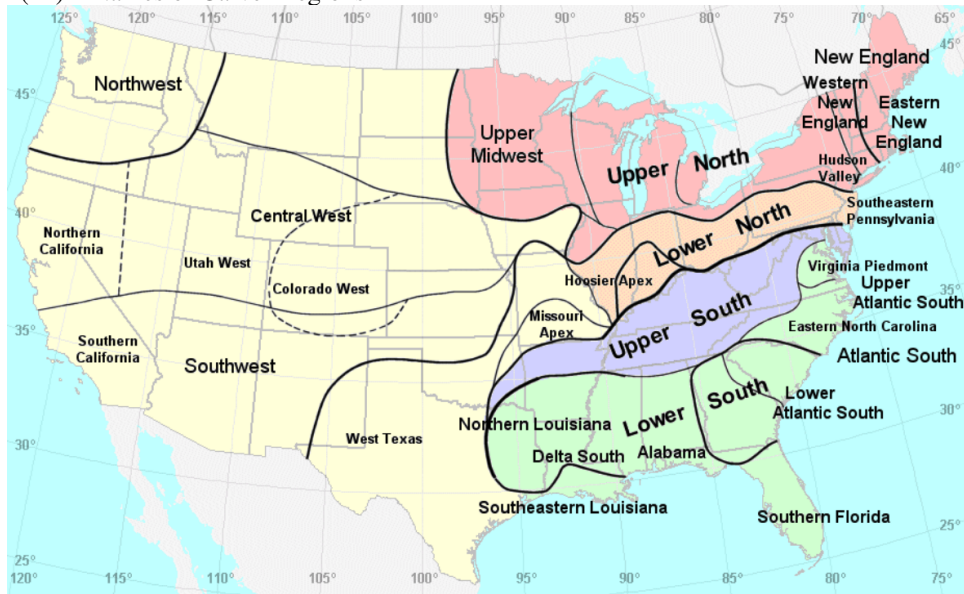 125°
120°
115°
110°
105°
100°
95°
90°
85°
80°
75°
70°
65°
45°
New England
Northwest
Western
New
England
Eastern
New
England
45°
Upper
Midwest
Upper North
Hudson
Valley
40°
40°
Central West
Lower North
Southeastern
Pennsylvania
Northern
California
Utah West
Colorado West
Hoosier Apex
Virginia Piedmont
Upper
Atlantic South
35°
Missouri
Apex
Upper South
Eastern North Carolina
35°
Southern
California
Southwest
Atlantic South
Lower
Atlantic South
30°
Northern Louisiana
Lower South
West Texas
Delta South
Alabama
30°
Southeastern Louisiana
Southern Florida
25°
25°
120°
115°
105°
100°
95°
90°
85°
80°
75°